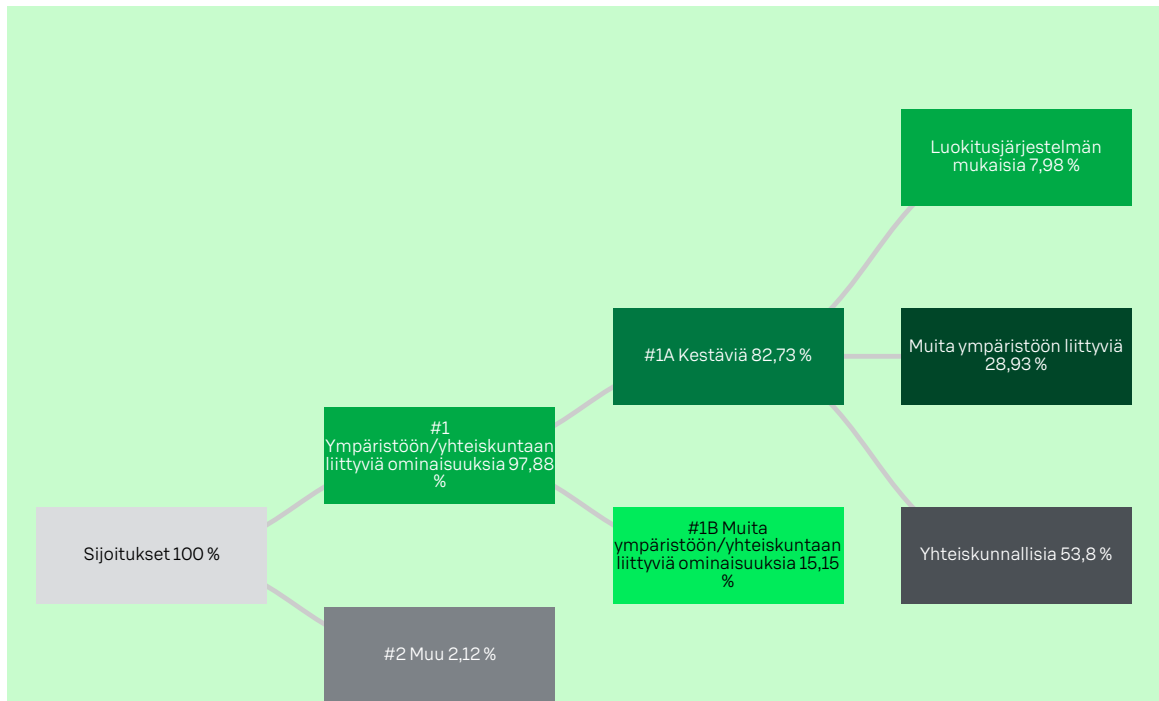 Luokitusjärjestelmän
mukaisia 7,98 %
#1A Kestäviä 82,73 %
Muita ympäristöön liittyviä
28,93 %
#1
Ympäristöön/yhteiskuntaan
liittyviä ominaisuuksia 97,88
%
Sijoitukset 100 %
#1B Muita
ympäristöön/yhteiskuntaan
liittyviä ominaisuuksia 15,15
%
Yhteiskunnallisia 53,8 %
#2 Muu 2,12 %